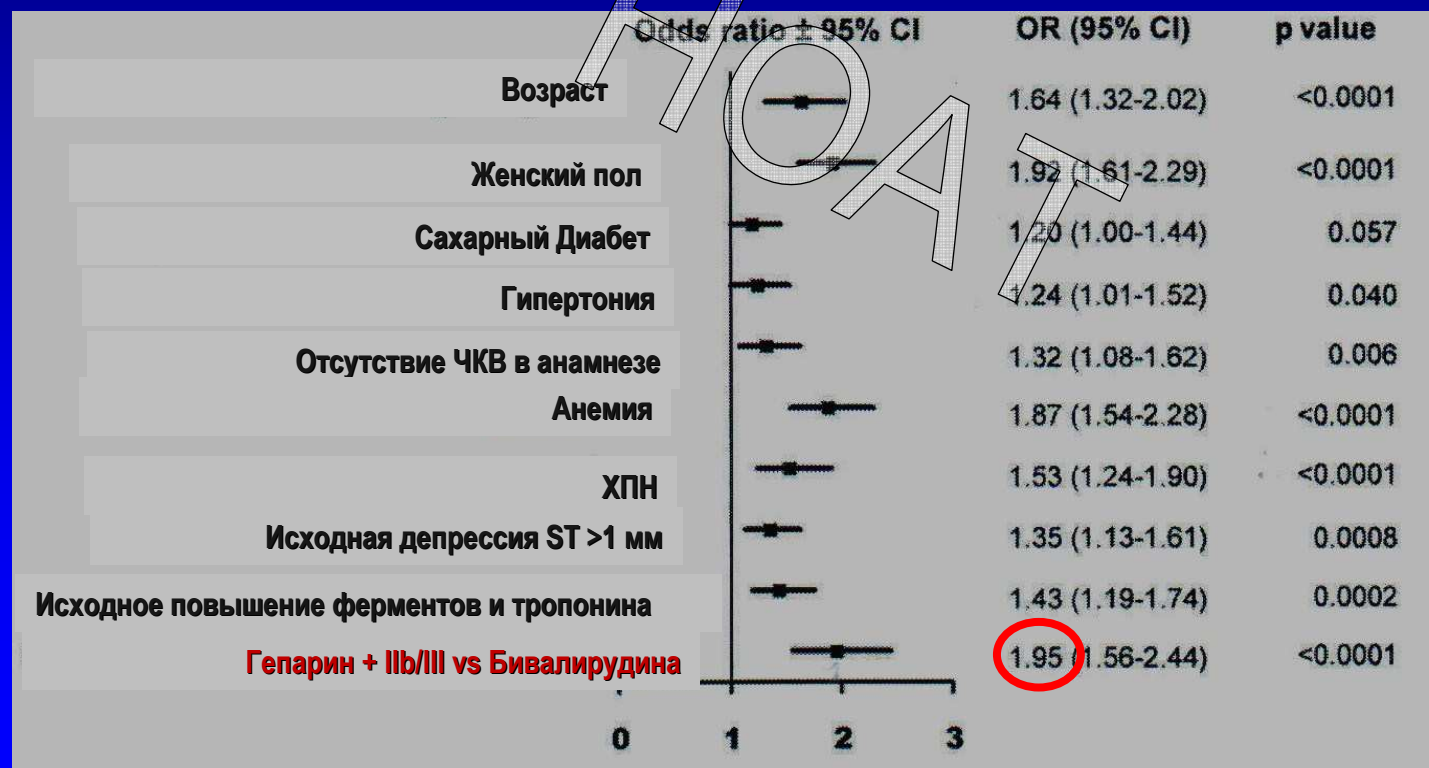 Odds ratio ± 95% CI OR (95% CI) p value
Возраст 1.64 (1.32-2.02) <0.0001
Женский пол 1.92 (1.61-2.29) <0.0001
Сахарный Диабет 1.20 (1.00-1.44) 0.057
Гипертония 1.24 (1.01-1.52) 0.040
Отсутствие ЧКВ в анамнезе 1.32 (1.08-1.62) 0.006
Анемия 1.87 (1.54-2.28) <0.0001
ХПН 1.53 (1.24-1.90) <0.0001
Исходная депрессия ST >1 мм 1.35 (1.13-1.61) 0.0008
Исходное повышение ферментов и тропонина 1.43 (1.19-1.74) 0.0002
Гепарин + IIb/III vs Бивалирудина 1.95 (1.56-2.44) <0.0001
0 1 2 3
НОАТ